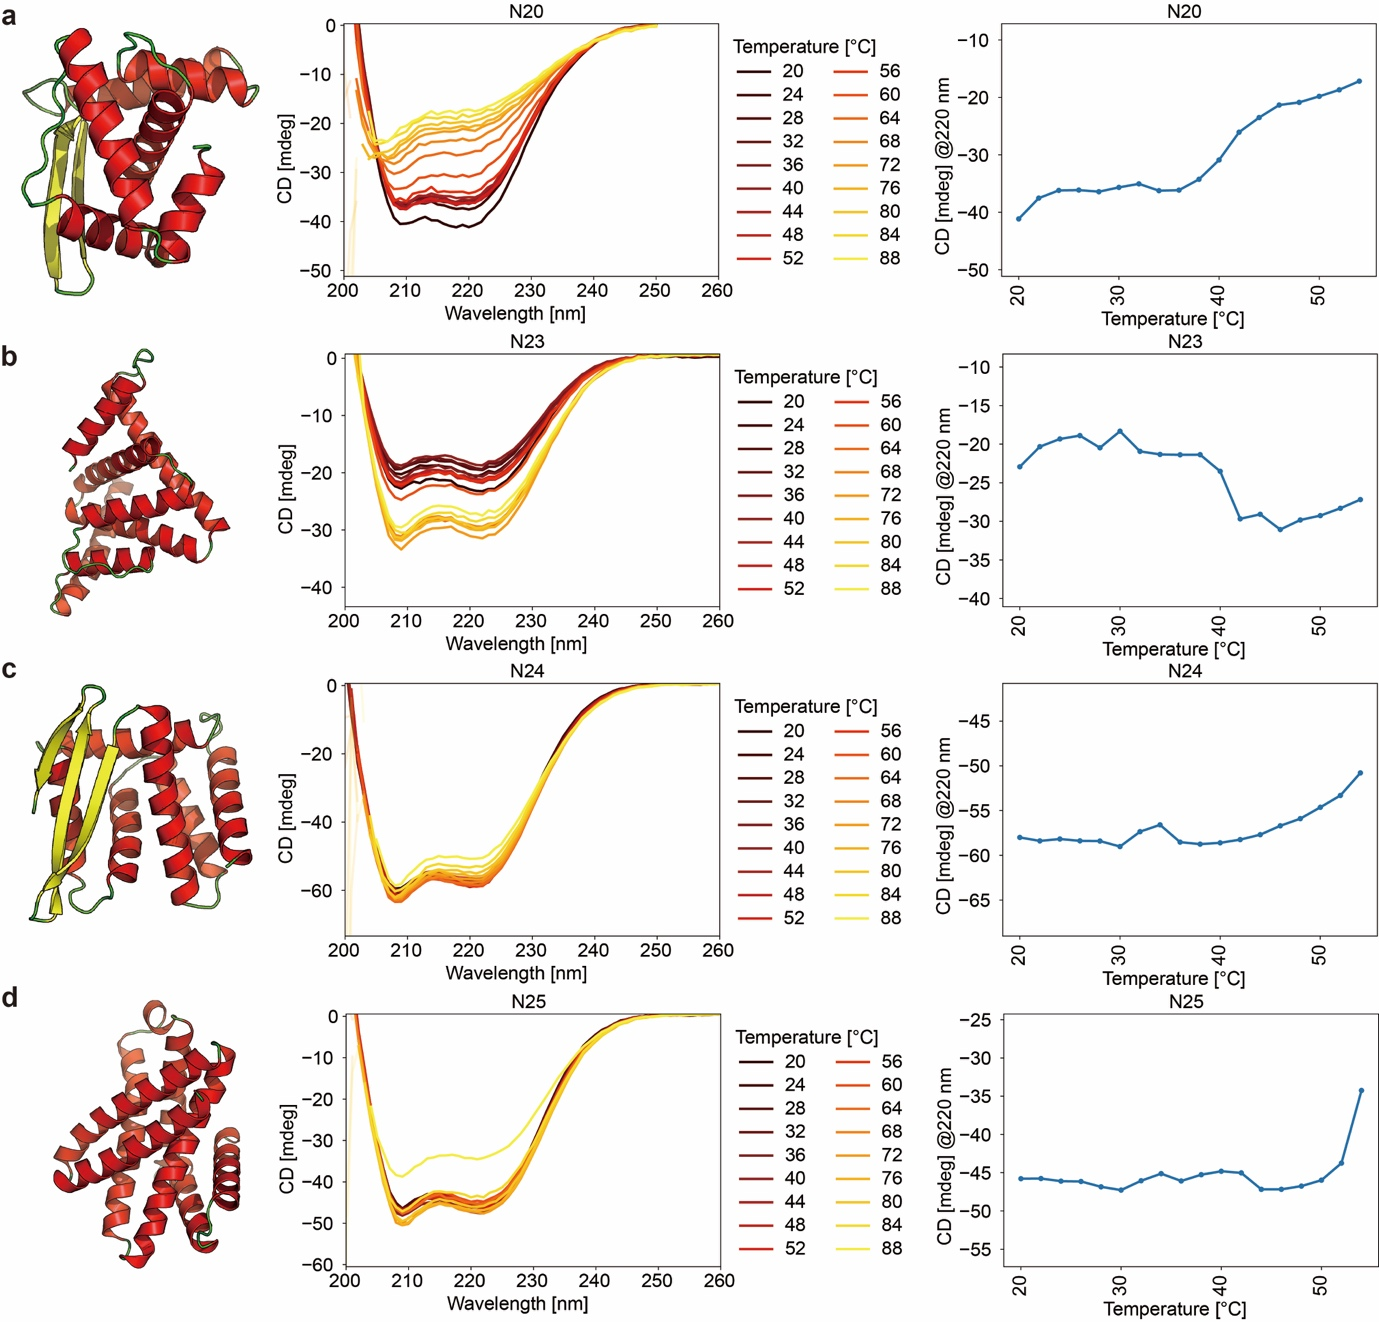 a
N20
0
−10
−20
−30
−40
−50
CD [mdeg]
200 210 220 230 240 250 260
Wavelength [nm]
Temperature [°C]
20 56
24 60
28 64
32 68
36 72
40 76
44 80
48 84
52 88
N20
−10
−20
−30
−40
−50
CD [mdeg] @220 nm
20 30 40 50
Temperature [°C]
b
N23
0
−10
−20
−30
−40
CD [mdeg]
200 210 220 230 240 250 260
Wavelength [nm]
Temperature [°C]
20 56
24 60
28 64
32 68
36 72
40 76
44 80
48 84
52 88
N23
−10
−15
−20
−25
−30
−35
−40
CD [mdeg] @220 nm
20 30 40 50
Temperature [°C]
c
N24
0
−20
−40
−60
CD [mdeg]
200 210 220 230 240 250 260
Wavelength [nm]
Temperature [°C]
20 56
24 60
28 64
32 68
36 72
40 76
44 80
48 84
52 88
N24
−45
−50
−55
−60
−65
CD [mdeg] @220 nm
20 30 40 50
Temperature [°C]
d
N25
0
−10
−20
−30
−40
−50
−60
CD [mdeg]
200 210 220 230 240 250 260
Wavelength [nm]
Temperature [°C]
20 56
24 60
28 64
32 68
36 72
40 76
44 80
48 84
52 88
N25
−25
−30
−35
−40
−45
−50
−55
CD [mdeg] @220 nm
20 30 40 50
Temperature [°C]